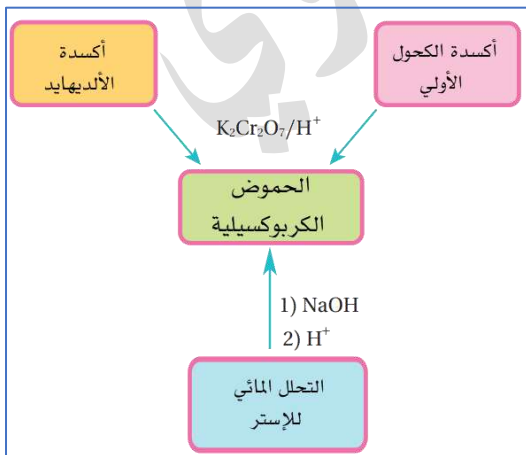 أكسدة الكحول
الأولي
أكسدة
الألديهايد
K₂Cr₂O₇/H⁺
الحموض
الكربوكسيلية
1) NaOH
2) H⁺
التحلل المائي
للإستر